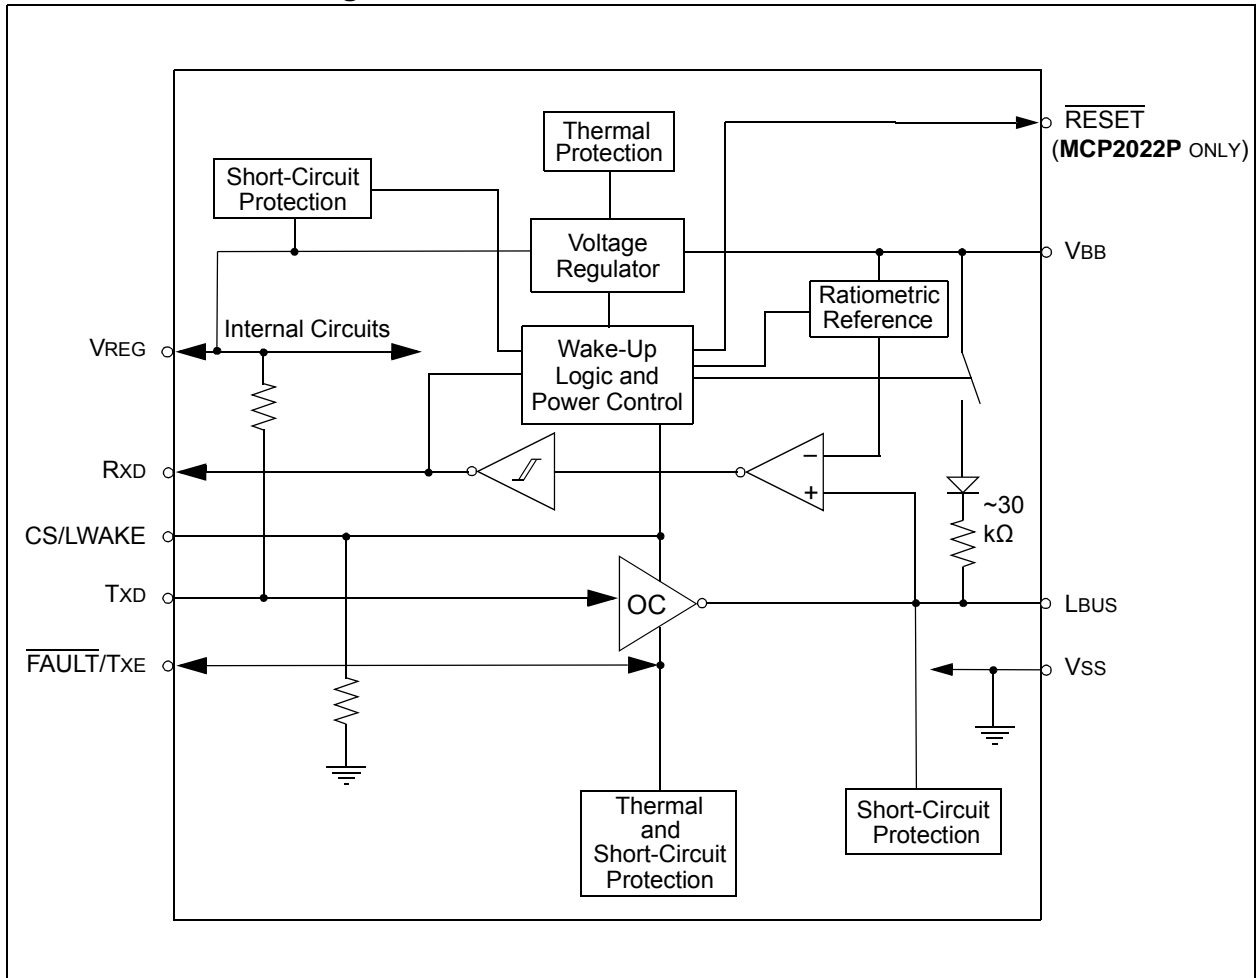 RESET
(MCP2022P ONLY)
Thermal
Protection
Short-Circuit
Protection
Voltage
Regulator
VBB
Ratiometric
Reference
VREG
Internal Circuits
Wake-Up
Logic and
Power Control
RXD
−
+
~30
kΩ
CS/LWAKE
TXD
OC
LBUS
FAULT/TXE
VSS
Thermal
and
Short-Circuit
Protection
Short-Circuit
Protection